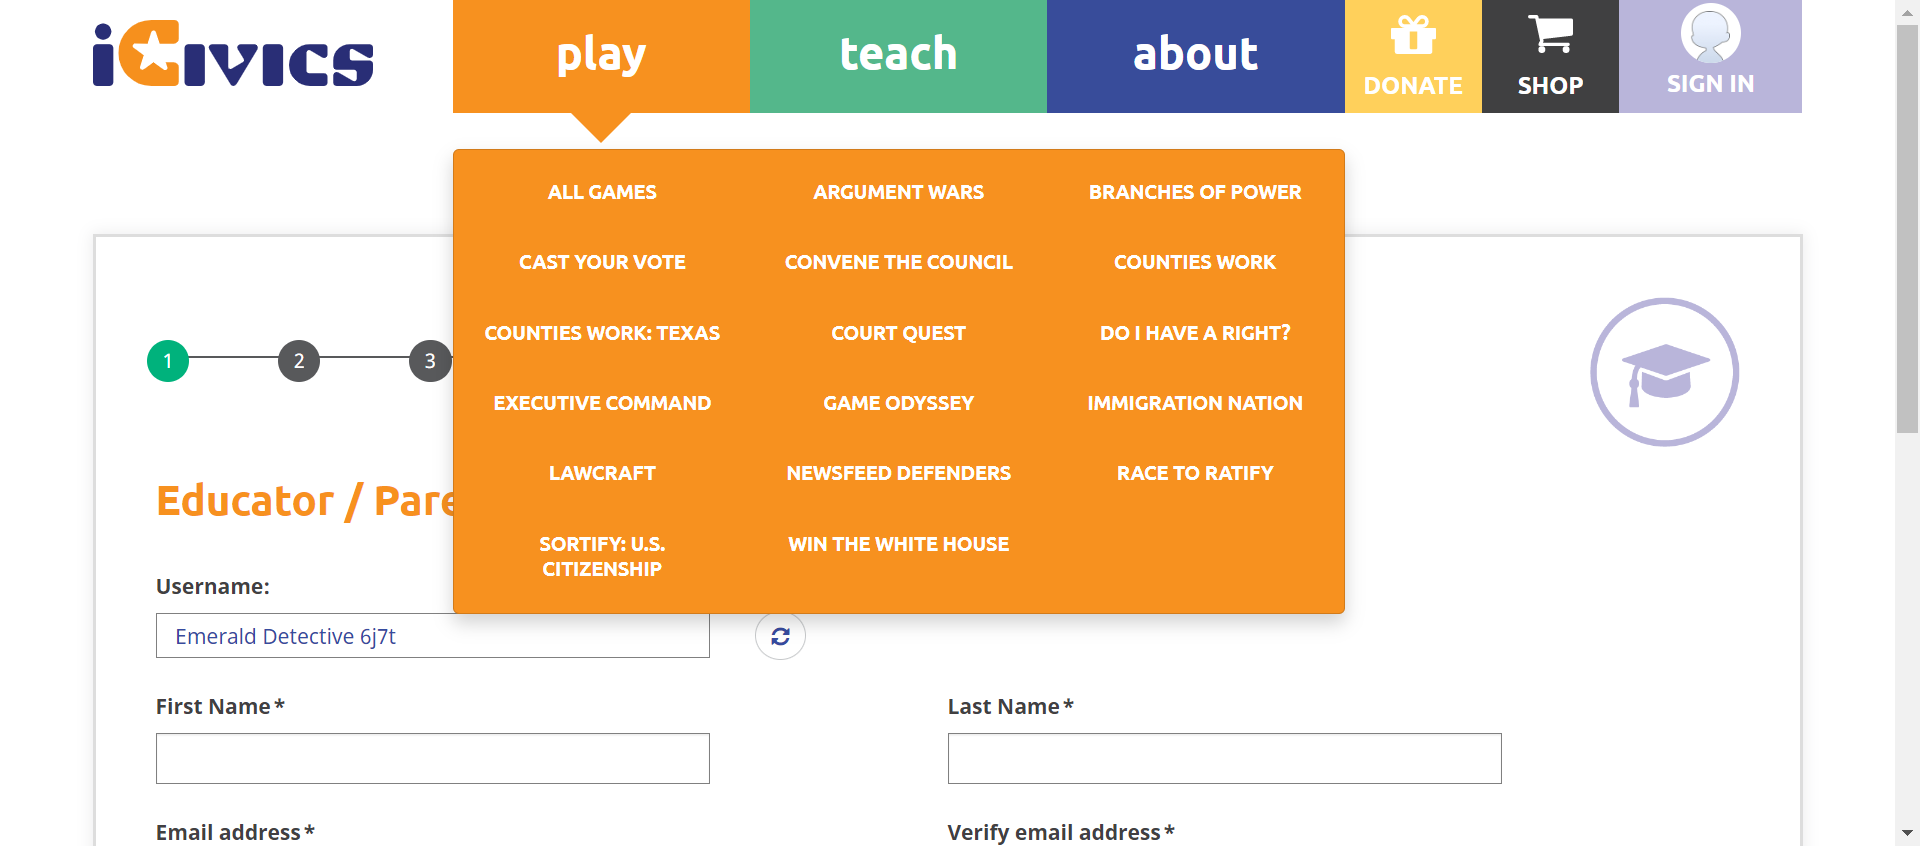 iCivics
play
teach
about
DONATE
SHOP
SIGN IN
ALL GAMES
ARGUMENT WARS
BRANCHES OF POWER
CAST YOUR VOTE
CONVENE THE COUNCIL
COUNTIES WORK
COUNTIES WORK: TEXAS
COURT QUEST
DO I HAVE A RIGHT?
EXECUTIVE COMMAND
GAME ODYSSEY
IMMIGRATION NATION
LAWCRAFT
NEWSFEED DEFENDERS
RACE TO RATIFY
SORTIFY: U.S.
CITIZENSHIP
WIN THE WHITE HOUSE
1
2
3
Educator / Pare
Username:
Emerald Detective 6j7t
First Name*
Last Name*
Email address*
Verify email address*